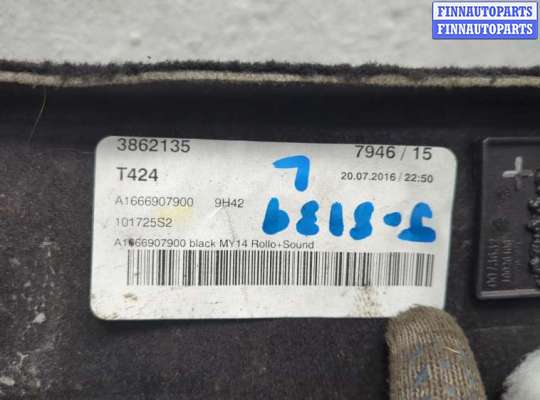 FINNAUTOPARTS
FINNAUTOPARTS
3862135 7946 / 15
T424 20.07.2016 / 22:50
A1666907900 9H42
101725S2
A1666907900 black MY14 Rollo+Sound